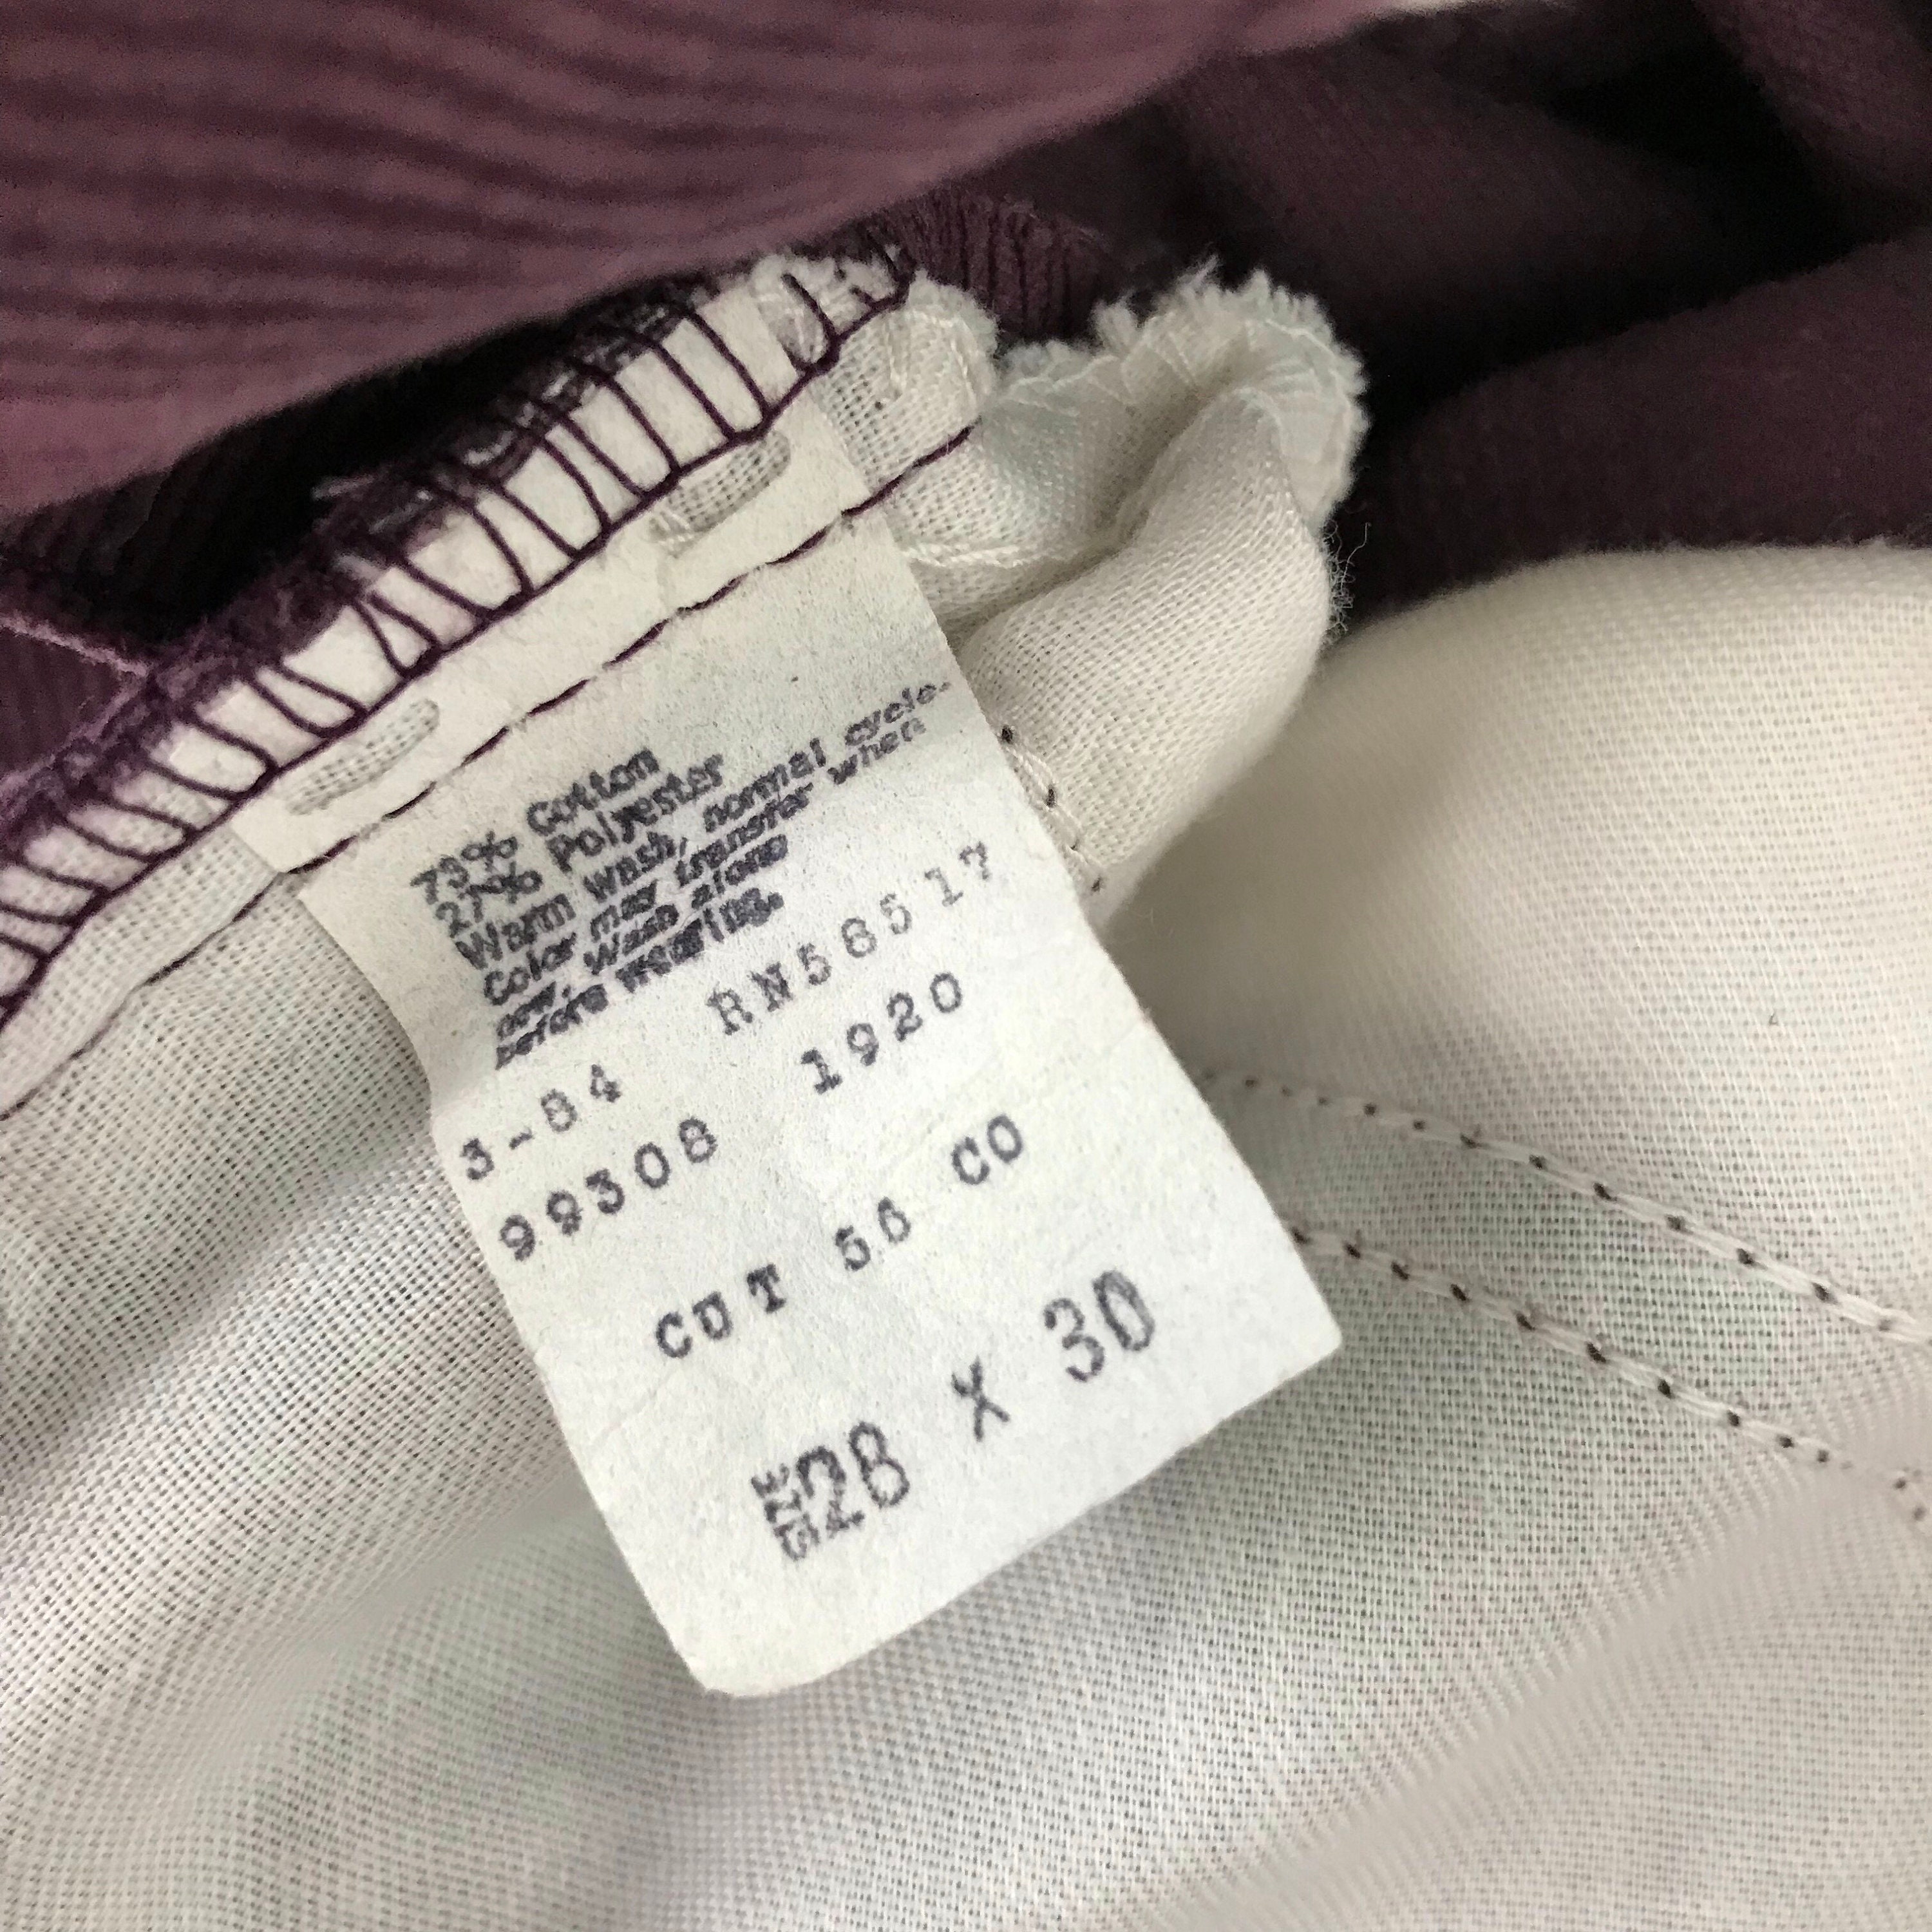 73% Cotton
27% Polyester
Warm Wash, normal cycle.
Color may transfer when
new. Wash alone
before wearing.
RN58517
3-84 1920
99308
CUT 56 CO
SIZE 28 X 30